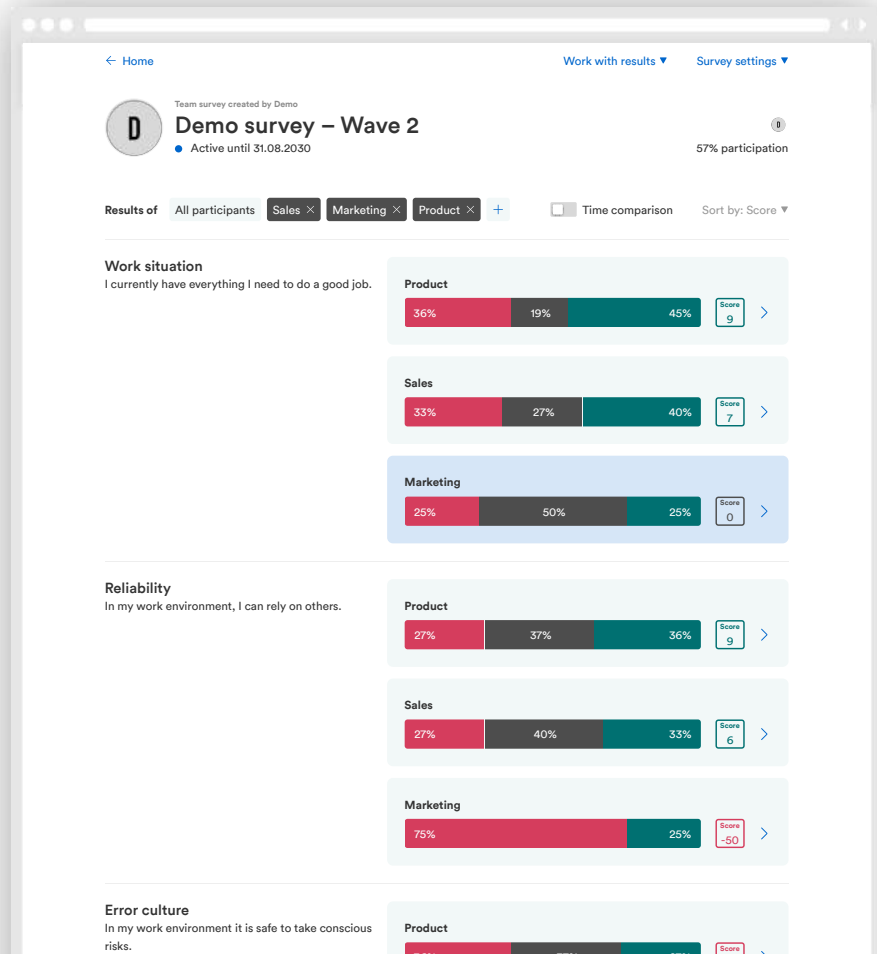 ← Home
Work with results ▼
Survey settings ▼
Team survey created by Demo
D
Demo survey – Wave 2
D
Active until 31.08.2030
57% participation
Results of
All participants
Sales ×
Marketing ×
Product ×
+
Time comparison
Sort by: Score ▼
Work situation
I currently have everything I need to do a good job.
Product
36% 19% 45%
Score
9
Sales
33% 27% 40%
Score
7
Marketing
25% 50% 25%
Score
0
Reliability
In my work environment, I can rely on others.
Product
27% 37% 36%
Score
9
Sales
27% 40% 33%
Score
6
Marketing
75% 25%
Score
-50
Error culture
In my work environment it is safe to take conscious
risks.
Product
Score